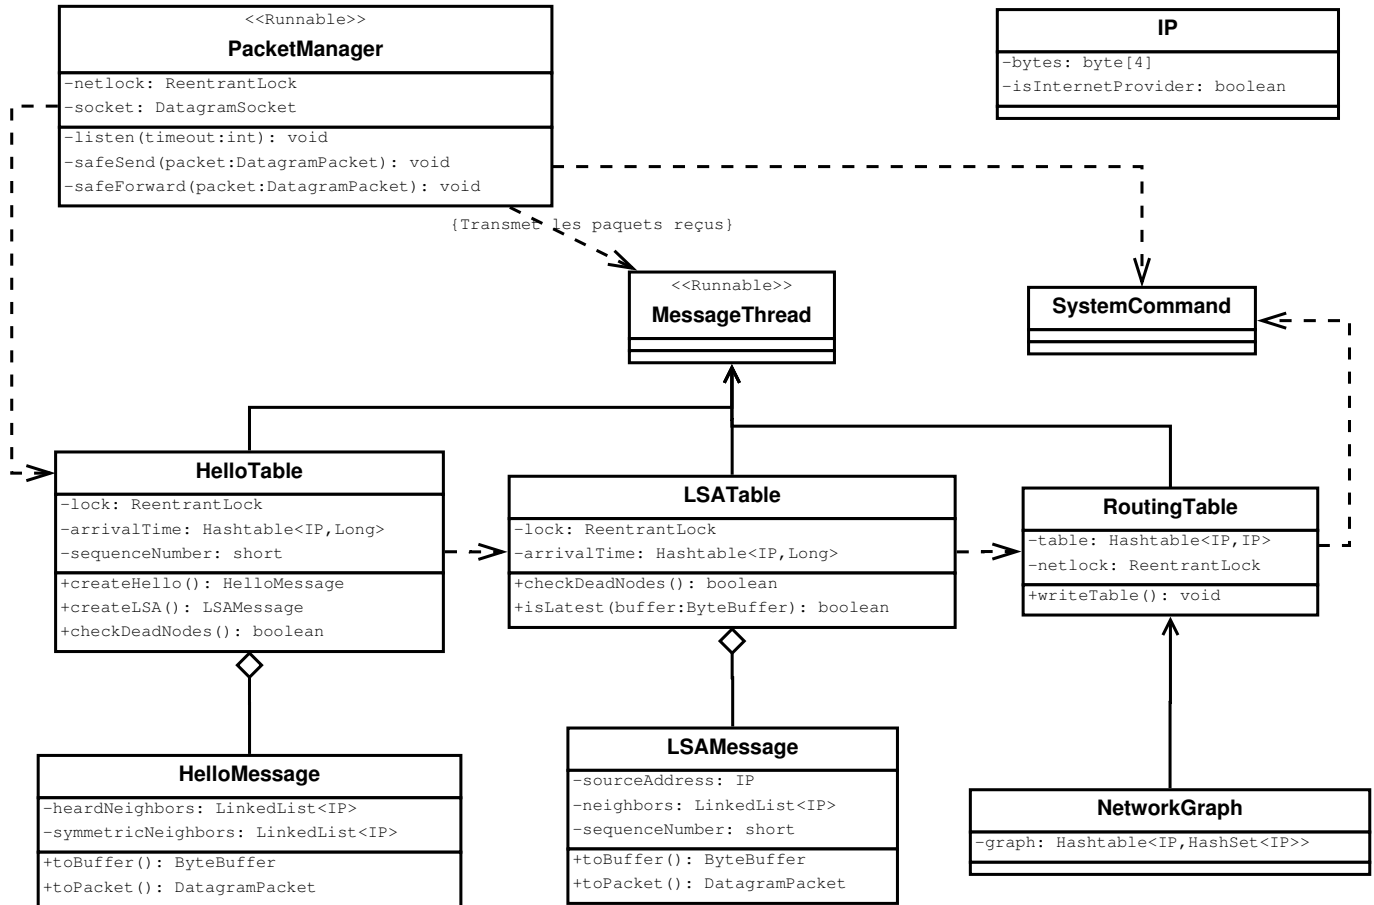 <<Runnable>>
PacketManager
-netlock: ReentrantLock
-socket: DatagramSocket
-listen(timeout:int): void
-safeSend(packet:DatagramPacket): void
-safeForward(packet:DatagramPacket): void
IP
-bytes: byte[4]
-isInternetProvider: boolean
{Transmet les paquets reçus}
<<Runnable>>
MessageThread
SystemCommand
HelloTable
-lock: ReentrantLock
-arrivalTime: Hashtable<IP,Long>
-sequenceNumber: short
+createHello(): HelloMessage
+createLSA(): LSAMessage
+checkDeadNodes(): boolean
LSATable
-lock: ReentrantLock
-arrivalTime: Hashtable<IP,Long>
+checkDeadNodes(): boolean
+isLatest(buffer:ByteBuffer): boolean
RoutingTable
-table: Hashtable<IP,IP>
-netlock: ReentrantLock
+writeTable(): void
HelloMessage
-heardNeighbors: LinkedList<IP>
-symmetricNeighbors: LinkedList<IP>
+toBuffer(): ByteBuffer
+toPacket(): DatagramPacket
LSAMessage
-sourceAddress: IP
-neighbors: LinkedList<IP>
-sequenceNumber: short
+toBuffer(): ByteBuffer
+toPacket(): DatagramPacket
NetworkGraph
-graph: Hashtable<IP,HashSet<IP>>